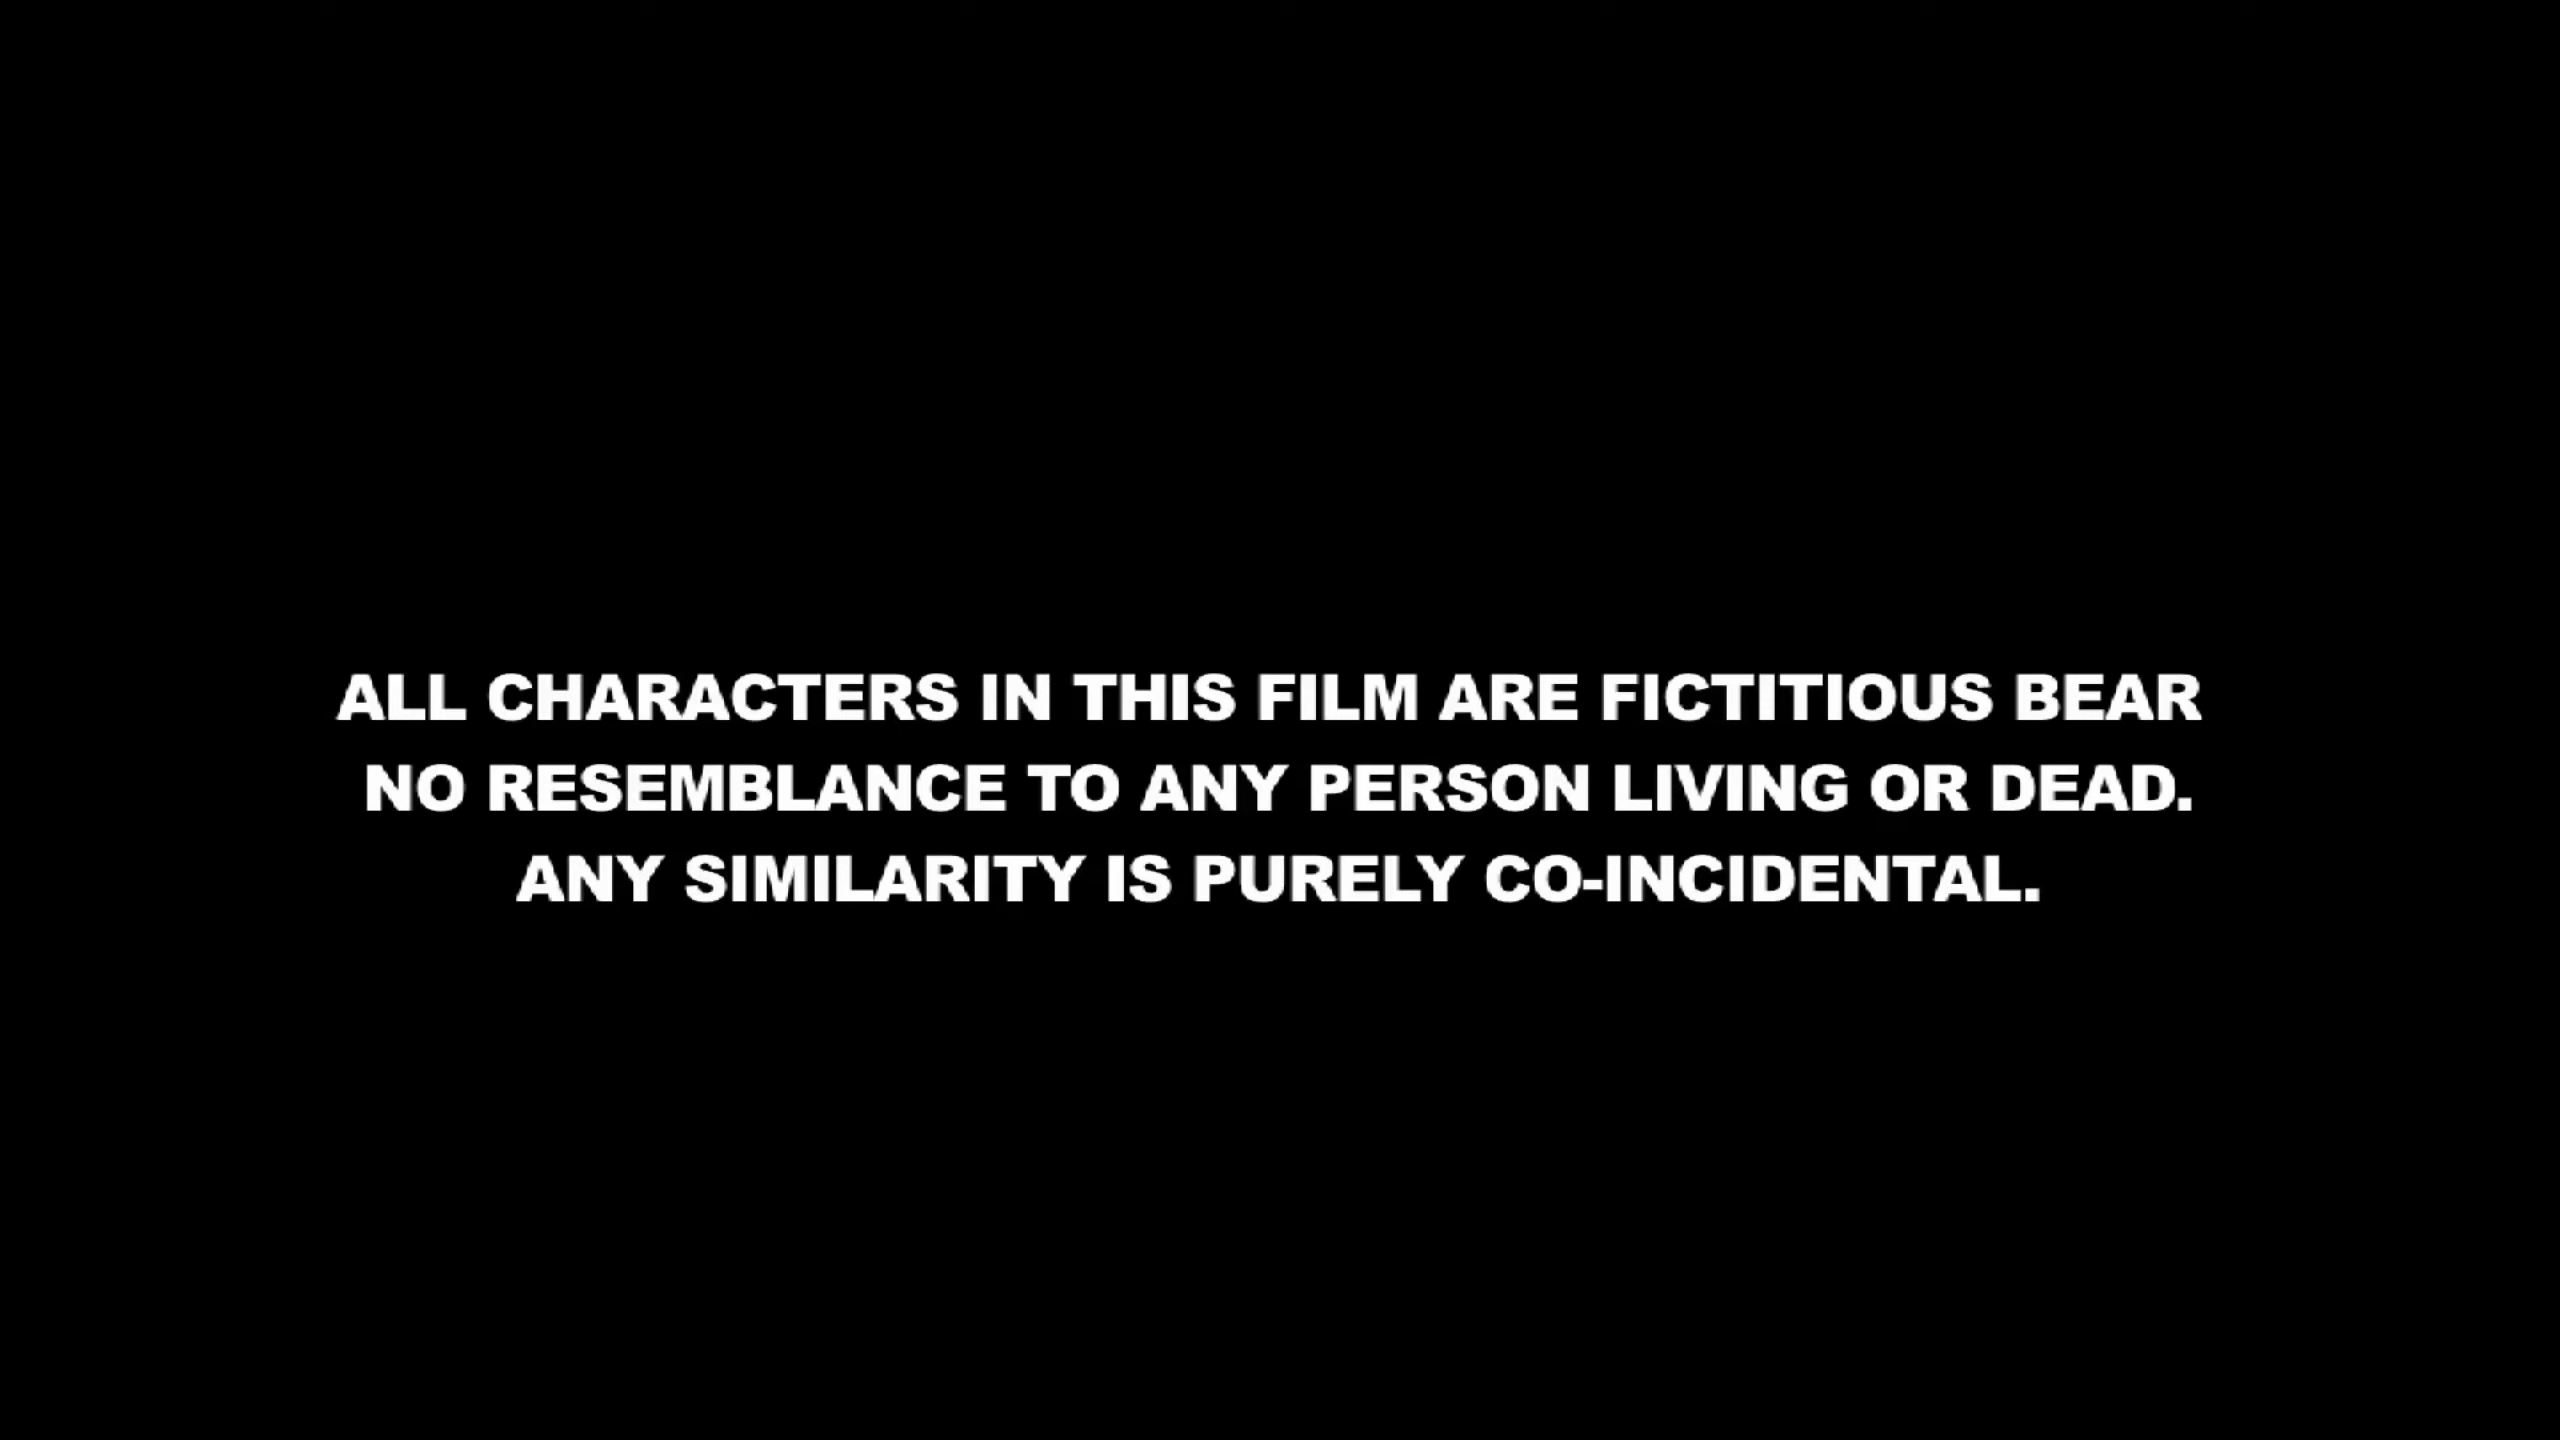 ALL CHARACTERS IN THIS FILM ARE FICTITIOUS BEAR
NO RESEMBLANCE TO ANY PERSON LIVING OR DEAD.
ANY SIMILARITY IS PURELY CO-INCIDENTAL.